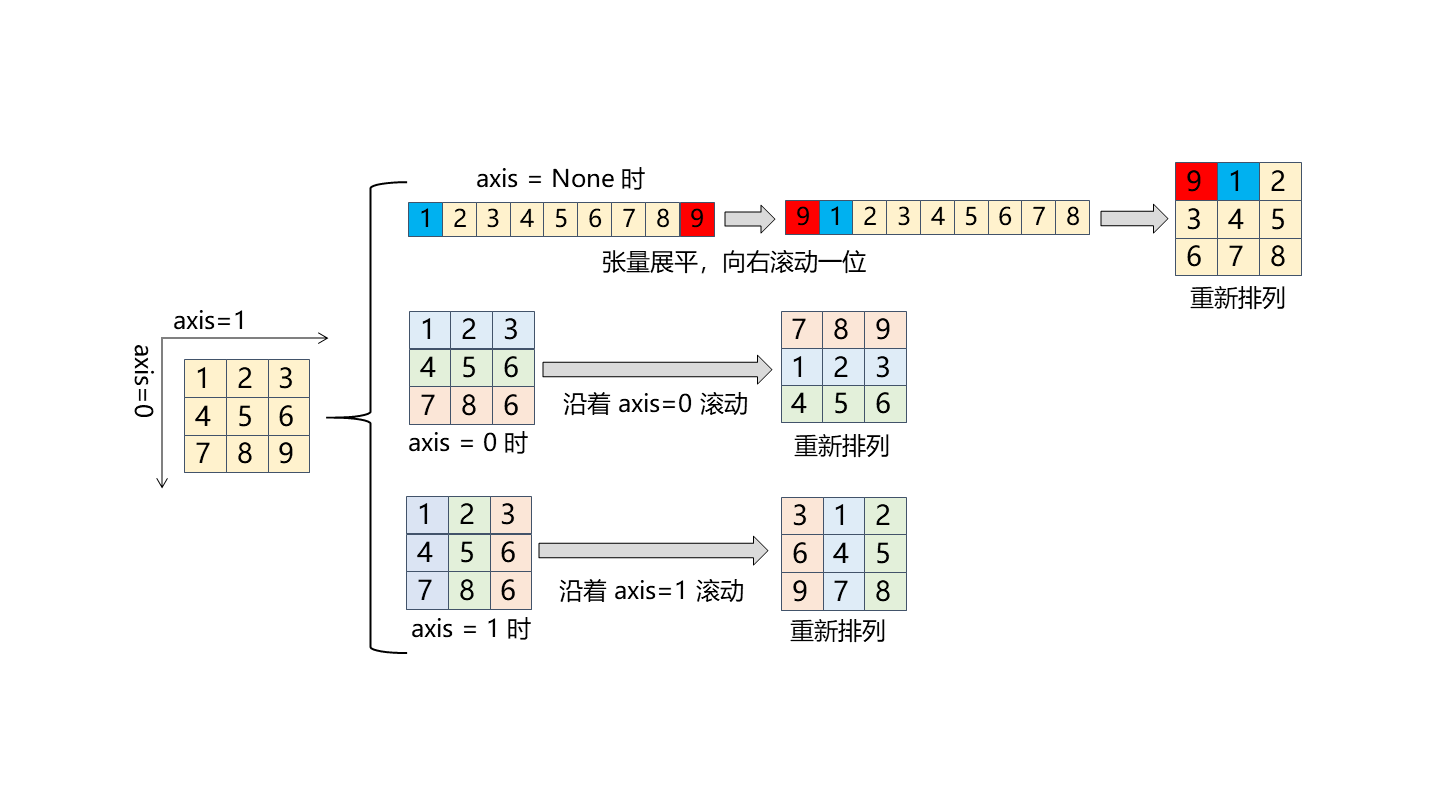 axis=1
axis=0
1 2 3
4 5 6
7 8 9
axis = None 时
1 2 3 4 5 6 7 8 9
9 1 2 3 4 5 6 7 8
张量展平，向右滚动一位
9 1 2
3 4 5
6 7 8
重新排列
1 2 3
4 5 6
7 8 6
axis = 0 时
沿着 axis=0 滚动
7 8 9
1 2 3
4 5 6
重新排列
1 2 3
4 5 6
7 8 6
axis = 1 时
沿着 axis=1 滚动
3 1 2
6 4 5
9 7 8
重新排列